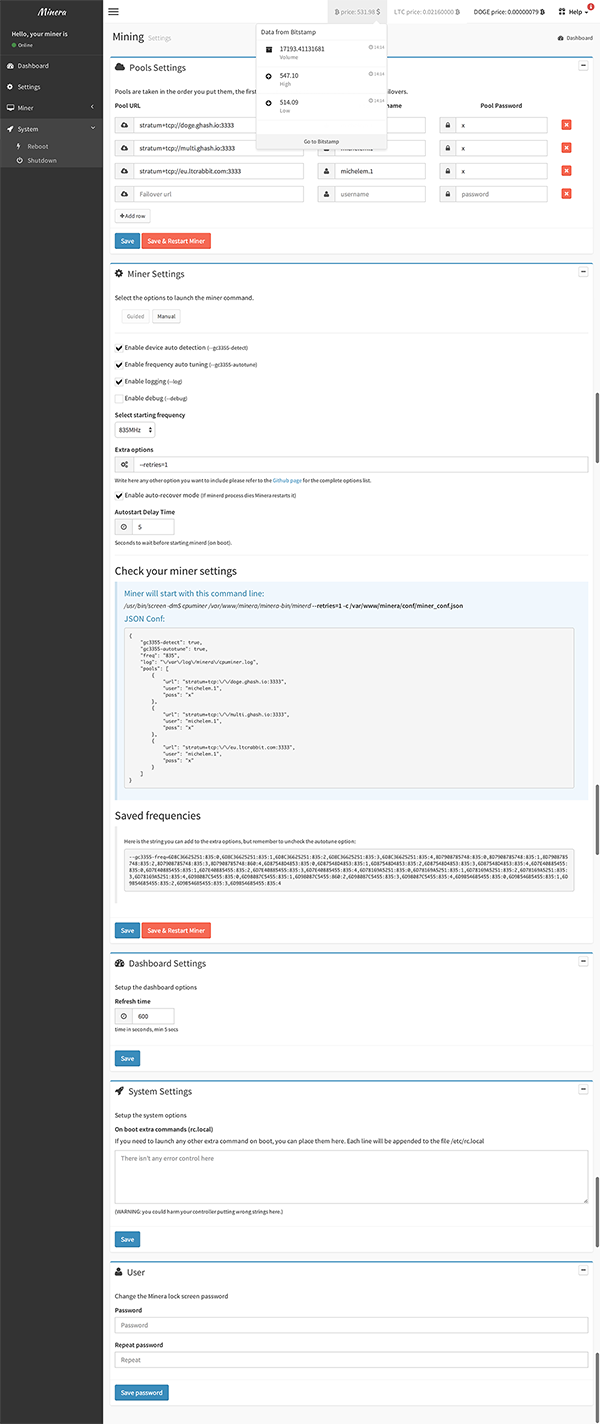 Minera
Hello, your miner is
Online
Dashboard
Settings
Miner
System
Reboot
Shutdown
B price: 531.98 $
LTC price: 0.02160000 B
DOGE price: 0.00000079 B
Help
Mining Settings
Dashboard
Data from Bitstamp
17193.41131681
14:14
Volume
547.10
14:14
High
514.09
14:14
Low
Go to Bitstamp
Pools Settings
Pools are taken in the order you put them, the first
ailovers.
Pool URL
name
Pool Password
stratum+tcp://doge.ghash.io:3333
x
stratum+tcp://multi.ghash.io:3333
x
stratum+tcp://eu.ltcrabbit.com:3333
michelem.1
x
Failover url
username
password
Add row
Save
Save & Restart Miner
Miner Settings
Select the options to launch the miner command.
Guided
Manual
Enable device auto detection (--gc3355-detect)
Enable frequency auto tuning (--gc3355-autotune)
Enable logging (--log)
Enable debug (--debug)
Select starting frequency
835MHz
Extra options
--retries=1
Write here any other option you want to include please refer to the Github page for the complete options list.
Enable auto-recover mode (If minerd process dies Minera restarts it)
Autostart Delay Time
5
Seconds to wait before starting minerd (on boot).
Check your miner settings
Miner will start with this command line:
/usr/bin/screen -dmS cpuminer /var/www/minera/minera-bin/minerd --retries=1 -c /var/www/minera/conf/miner_conf.json
JSON Conf:
{
"gc3355-detect": true,
"gc3355-autotune": true,
"freq": "835",
"log": "\/var\/log\/minera\/cpuminer.log",
"pools": [
{
"url": "stratum+tcp:\/\/doge.ghash.io:3333",
"user": "michelem.1",
"pass": "x"
},
{
"url": "stratum+tcp:\/\/multi.ghash.io:3333",
"user": "michelem.1",
"pass": "x"
},
{
"url": "stratum+tcp:\/\/eu.ltcrabbit.com:3333",
"user": "michelem.1",
"pass": "x"
}
]
}
Saved frequencies
Here is the string you can add to the extra options, but remember to uncheck the autotune option:
Save
Save & Restart Miner
Dashboard Settings
Setup the dashboard options
Refresh time
600
time in seconds, min 5 secs
Save
System Settings
Setup the system options
On boot extra commands (rc.local)
If you need to launch any other extra command on boot, you can place them here. Each line will be appended to the file /etc/rc.local
There isn't any error control here
(WARNING: you could harm your controller putting wrong strings here.)
Save
User
Change the Minera lock screen password
Password
Password
Repeat password
Repeat
Save password